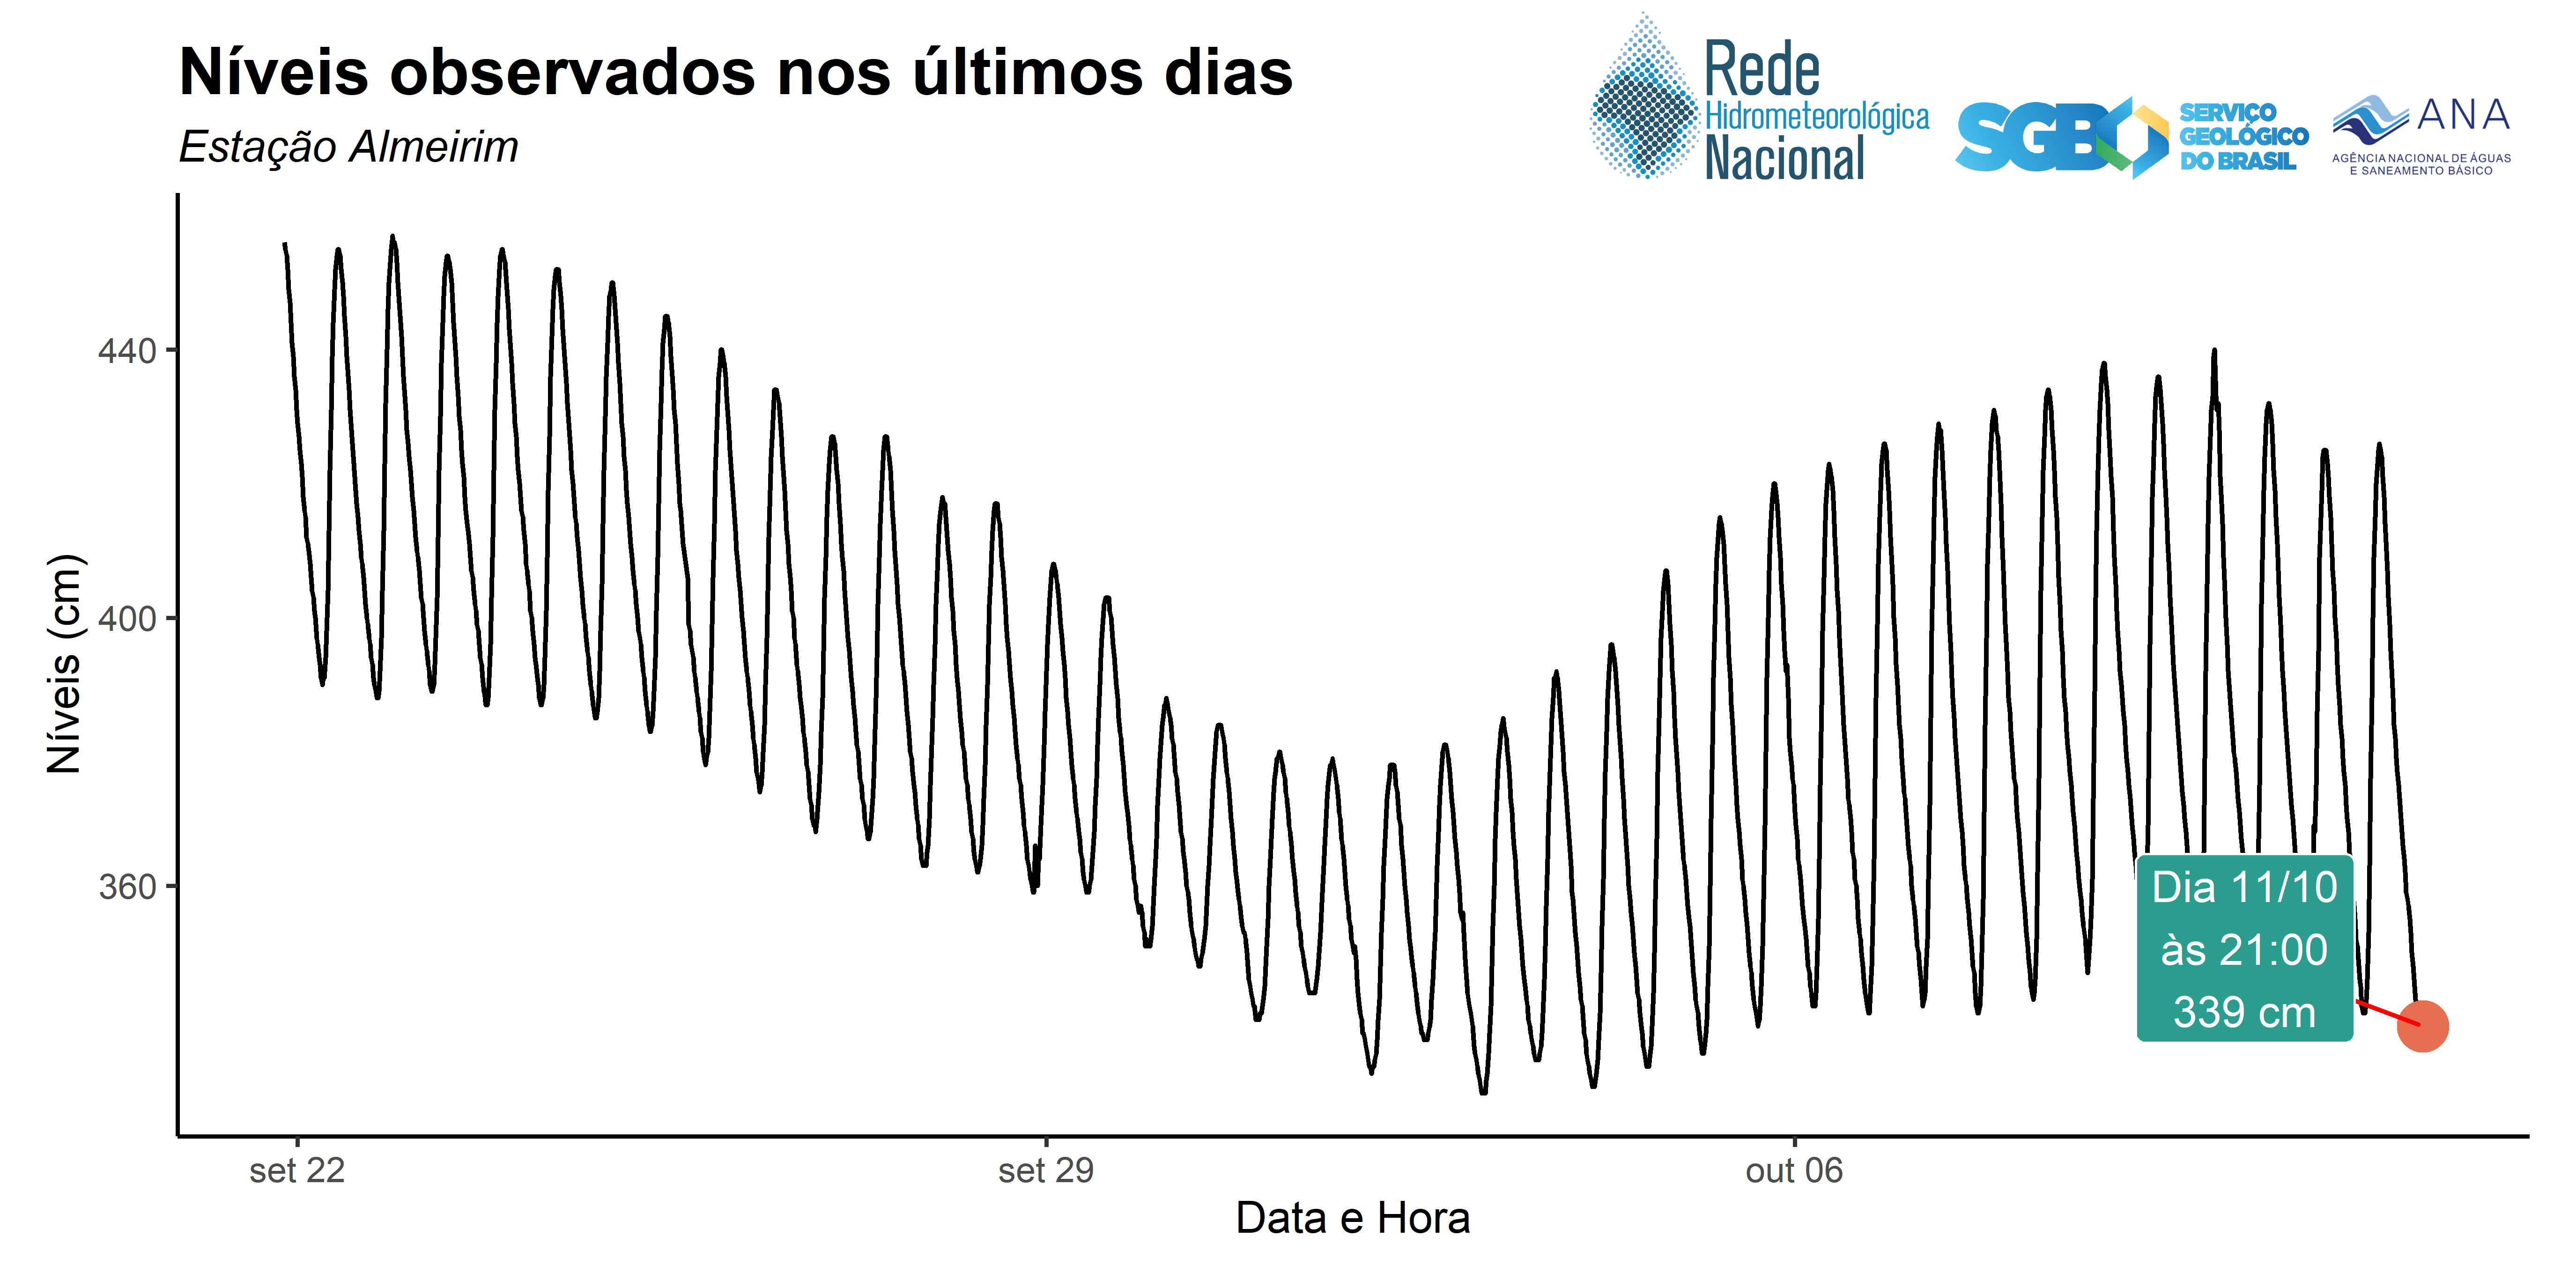 Níveis observados nos últimos dias
Estação Almeirim
Rede
Hidrometeorológica
Nacional
SGB
SERVIÇO
GEOLÓGICO
DO BRASIL
ANA
AGÊNCIA NACIONAL DE ÁGUAS
E SANEAMENTO BÁSICO
Níveis (cm)
440
400
360
Dia 11/10
às 21:00
339 cm
set 22
set 29
out 06
Data e Hora